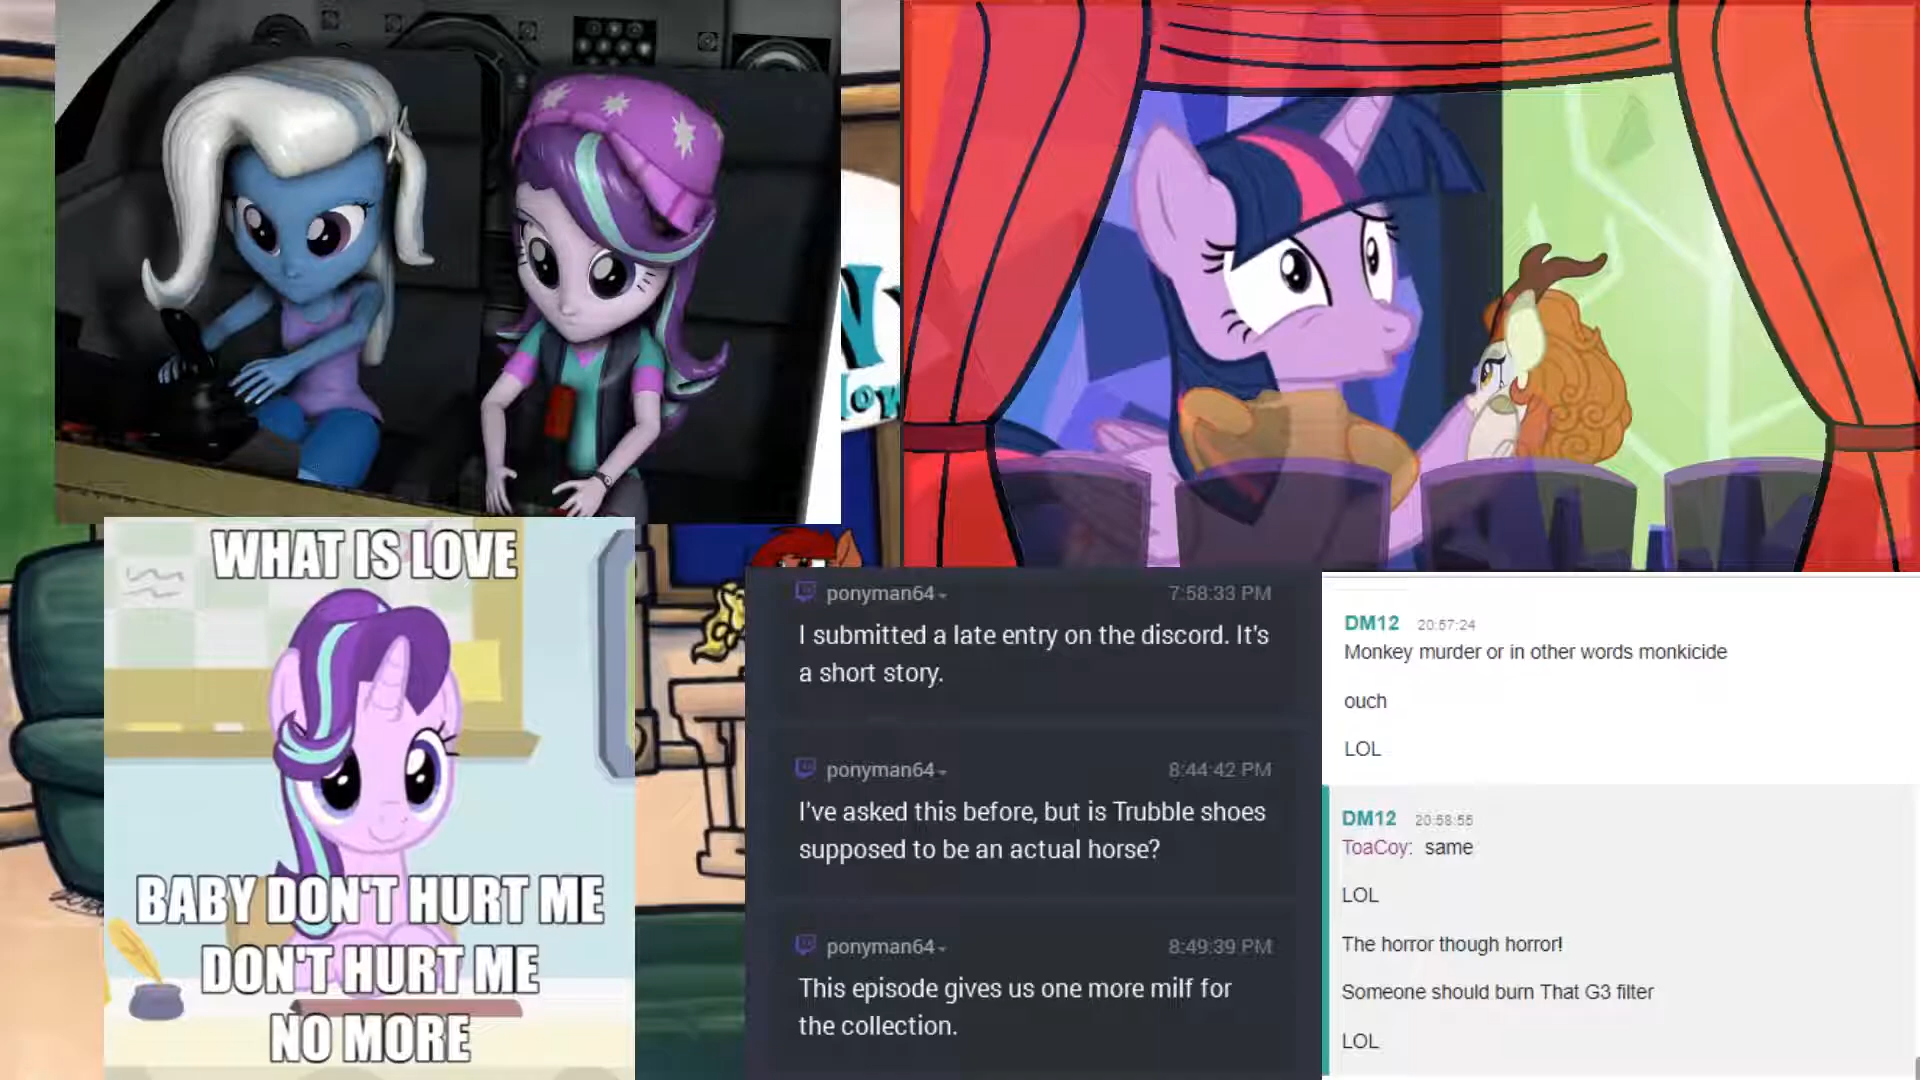 WHAT IS LOVE
BABY DON'T HURT ME
DON'T HURT ME
NO MORE
ponyman64
7:58:33 PM
I submitted a late entry on the discord. It's
a short story.
ponyman64
8:44:42 PM
I've asked this before, but is Trubble shoes
supposed to be an actual horse?
ponyman64
8:49:39 PM
This episode gives us one more milf for
the collection.
DM12 20:57:24
Monkey murder or in other words monkicide
ouch
LOL
DM12 20:58:55
ToaCoy: same
LOL
The horror though horror!
Someone should burn That G3 filter
LOL